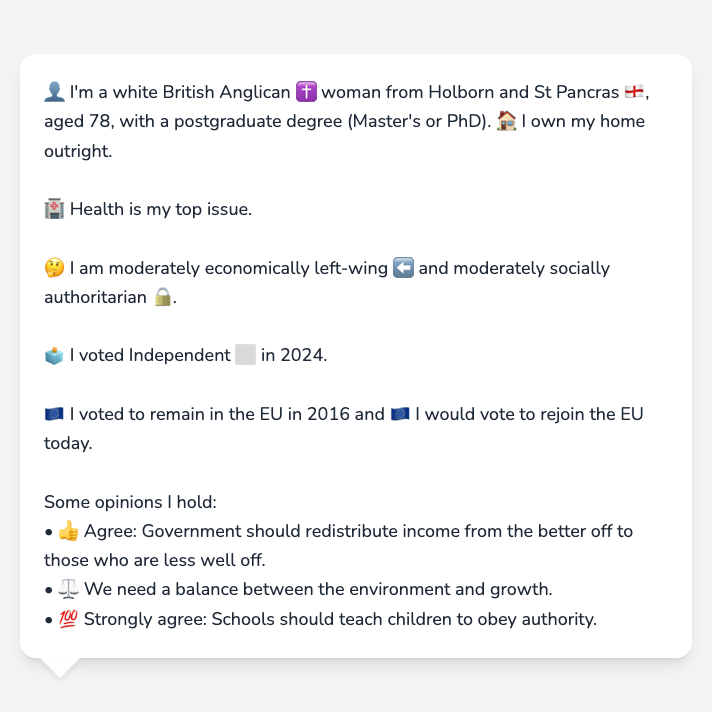 👤 I'm a white British Anglican ✝️ woman from Holborn and St Pancras 🏴󠁧󠁢󠁥󠁮󠁧󠁿,
aged 78, with a postgraduate degree (Master's or PhD). 🏠 I own my home
outright.
🏥 Health is my top issue.
🤔 I am moderately economically left-wing ⬅️ and moderately socially
authoritarian 🔒.
🗳️ I voted Independent ⬜ in 2024.
🇪🇺 I voted to remain in the EU in 2016 and 🇪🇺 I would vote to rejoin the EU
today.
Some opinions I hold:
• 👍 Agree: Government should redistribute income from the better off to
those who are less well off.
• ⚖️ We need a balance between the environment and growth.
• 💯 Strongly agree: Schools should teach children to obey authority.